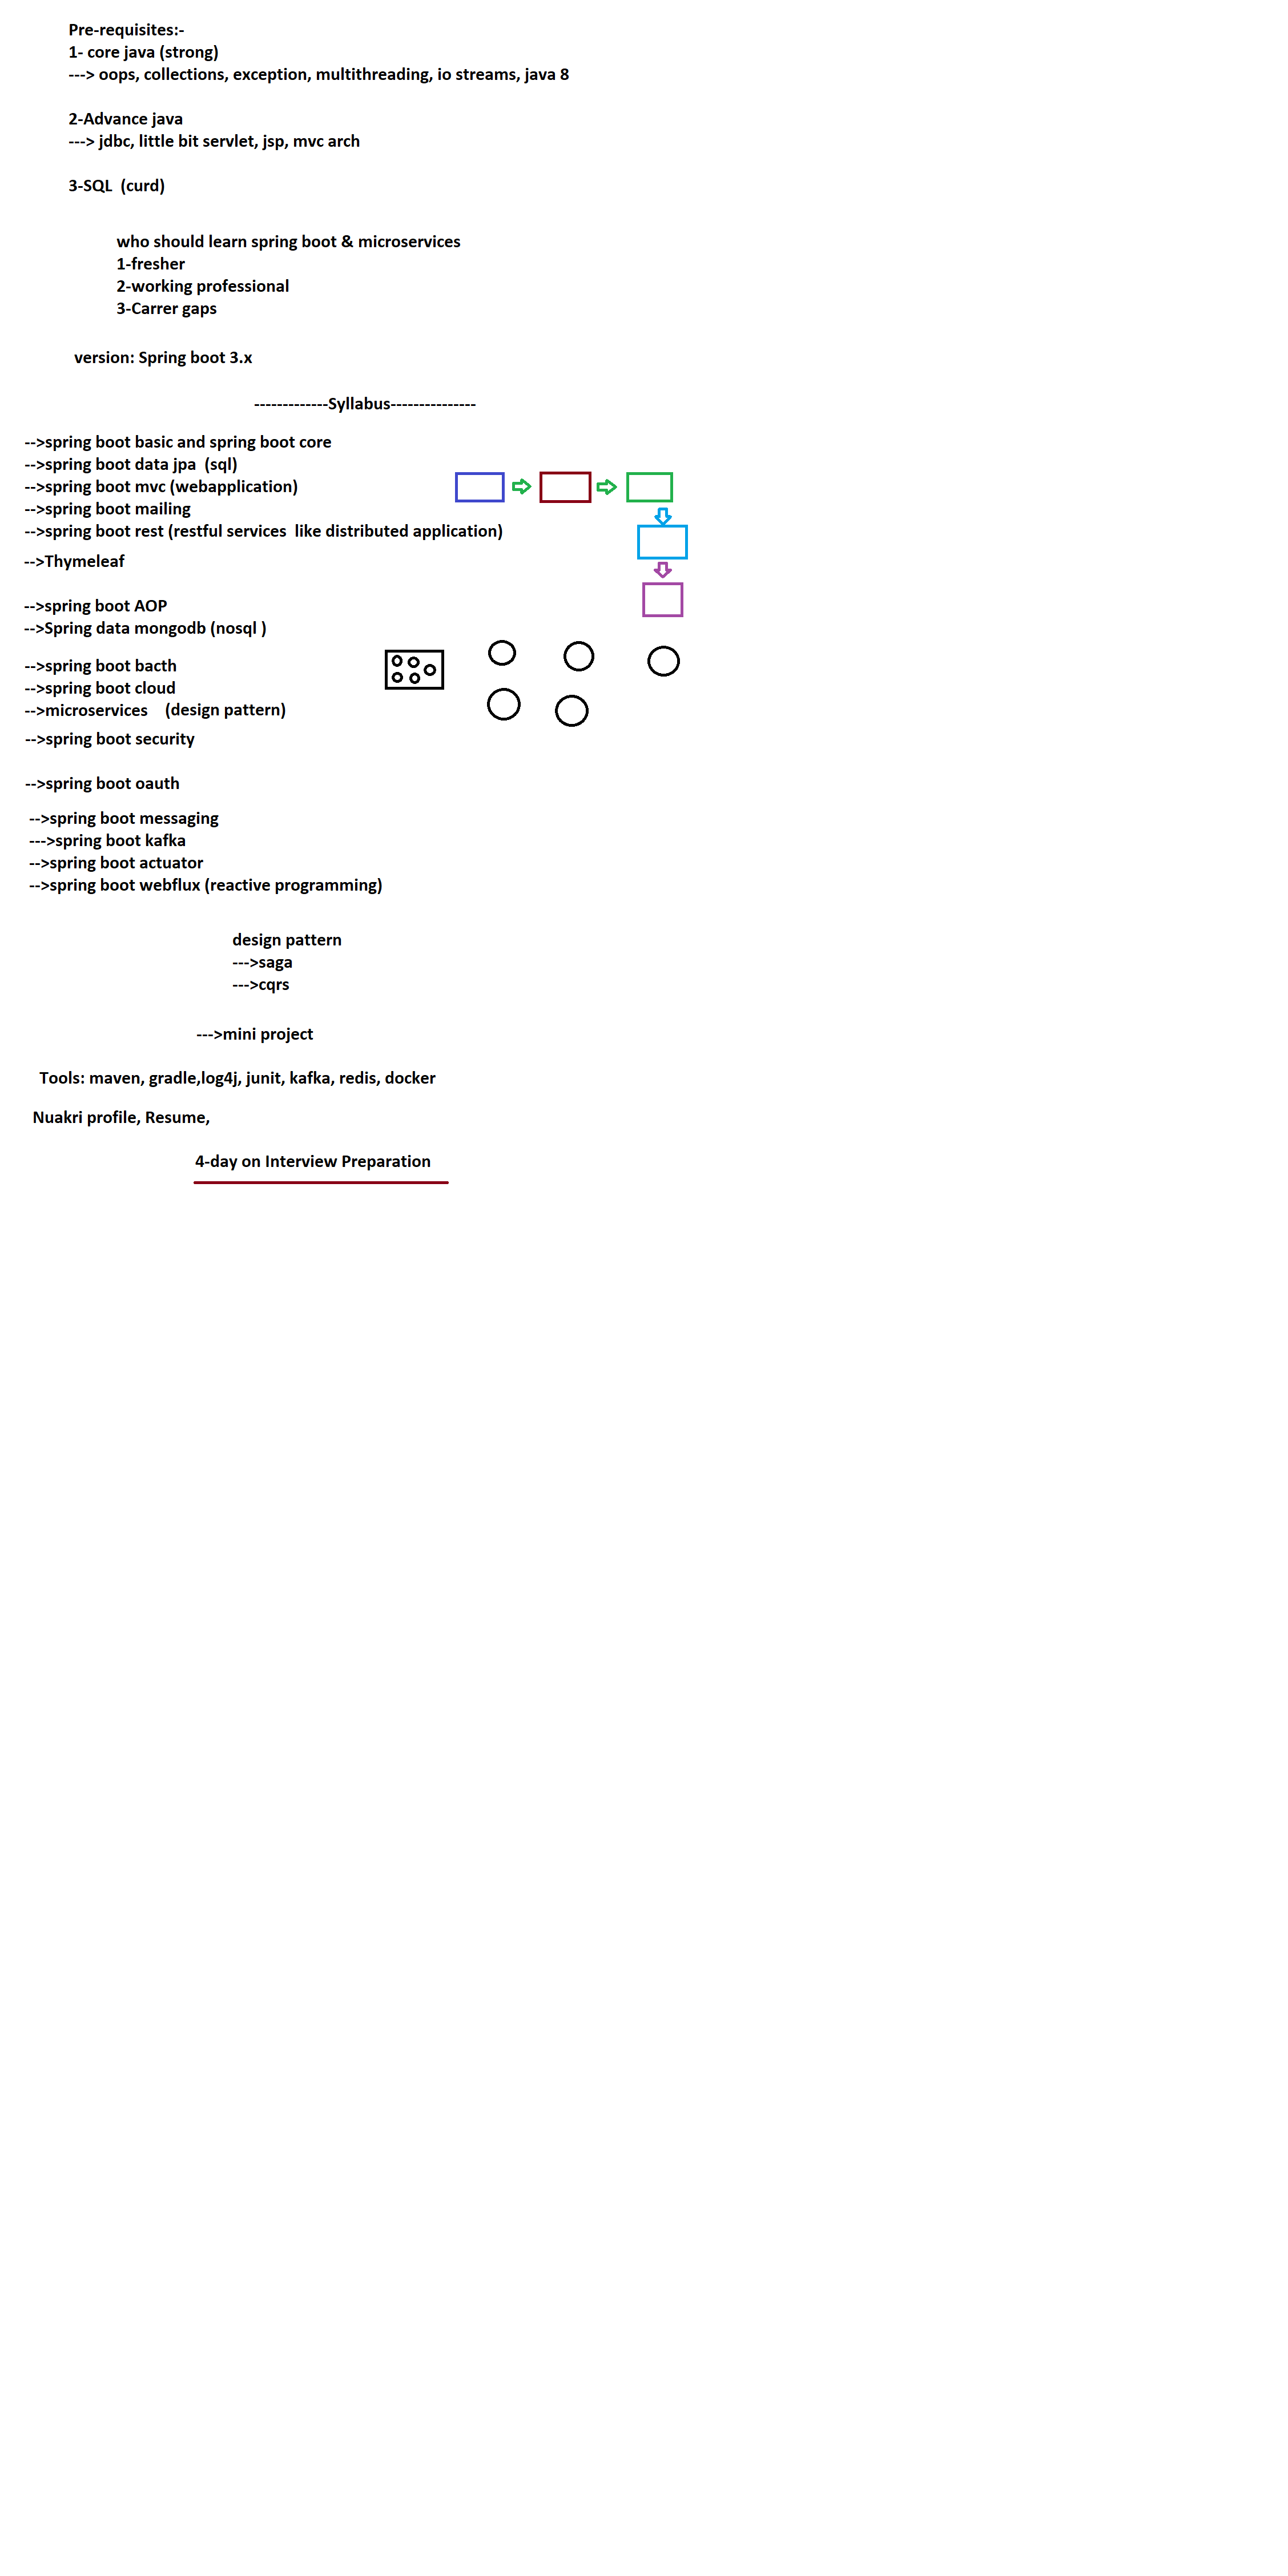 Pre-requisites:-
1- core java (strong)
---> oops, collections, exception, multithreading, io streams, java 8
2-Advance java
---> jdbc, little bit servlet, jsp, mvc arch
3-SQL  (curd)
who should learn spring boot & microservices
1-fresher
2-working professional
3-Carrer gaps
version: Spring boot 3.x
-------------Syllabus---------------
-->spring boot basic and spring boot core
-->spring boot data jpa  (sql)
-->spring boot mvc (webapplication)
-->spring boot mailing
-->spring boot rest (restful services  like distributed application)
-->Thymeleaf
-->spring boot AOP
-->Spring data mongodb (nosql )
-->spring boot bacth
-->spring boot cloud
-->microservices    (design pattern)
-->spring boot security
-->spring boot oauth
-->spring boot messaging
--->spring boot kafka
-->spring boot actuator
-->spring boot webflux (reactive programming)
design pattern
--->saga
--->cqrs
--->mini project
Tools: maven, gradle,log4j, junit, kafka, redis, docker
Nuakri profile, Resume,
4-day on Interview Preparation